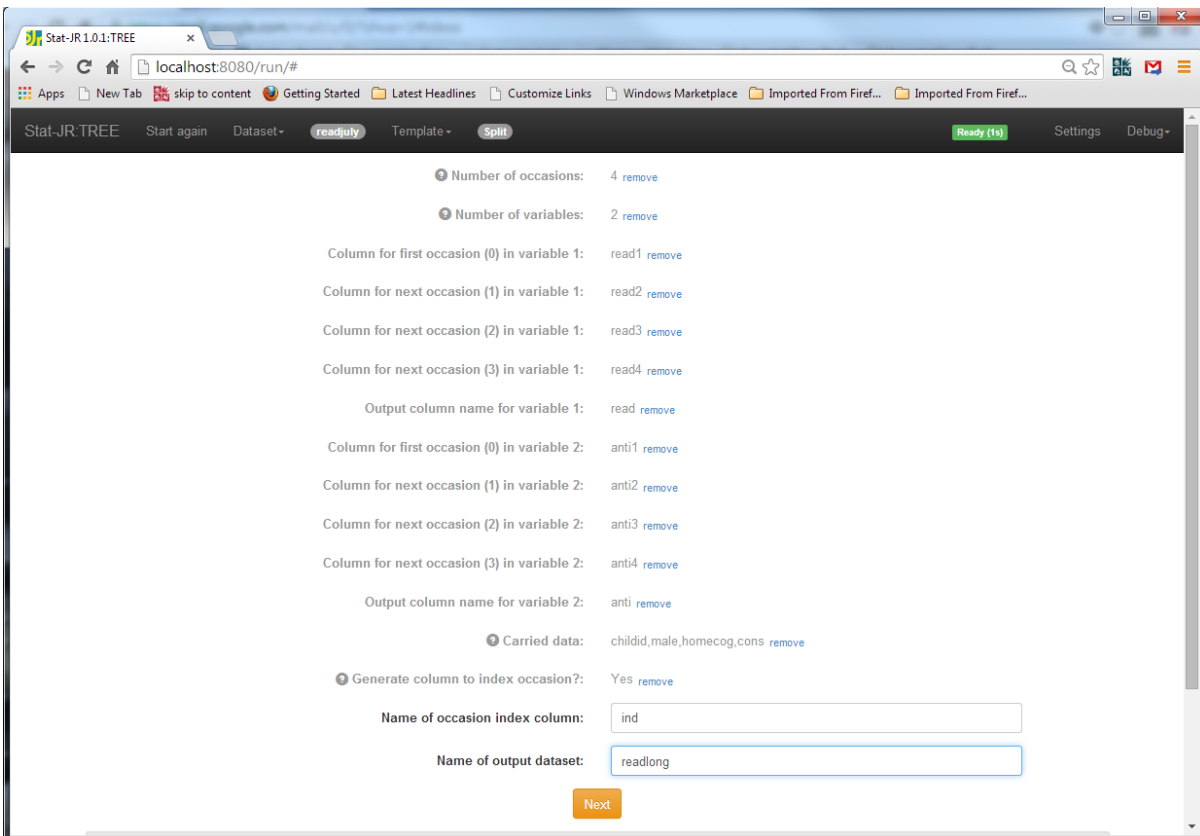 Stat-JR 1.0.1:TREE
localhost:8080/run/#
Apps New Tab skip to content Getting Started Latest Headlines Customize Links Windows Marketplace Imported From Firef... Imported From Firef...
Stat-JR:TREE Start again Dataset readjuly Template Split Ready (1s) Settings Debug
Number of occasions: 4 remove
Number of variables: 2 remove
Column for first occasion (0) in variable 1: read1 remove
Column for next occasion (1) in variable 1: read2 remove
Column for next occasion (2) in variable 1: read3 remove
Column for next occasion (3) in variable 1: read4 remove
Output column name for variable 1: read remove
Column for first occasion (0) in variable 2: anti1 remove
Column for next occasion (1) in variable 2: anti2 remove
Column for next occasion (2) in variable 2: anti3 remove
Column for next occasion (3) in variable 2: anti4 remove
Output column name for variable 2: anti remove
Carried data: childid,male,homecog,cons remove
Generate column to index occasion?: Yes remove
Name of occasion index column: ind
Name of output dataset: readlong
Next